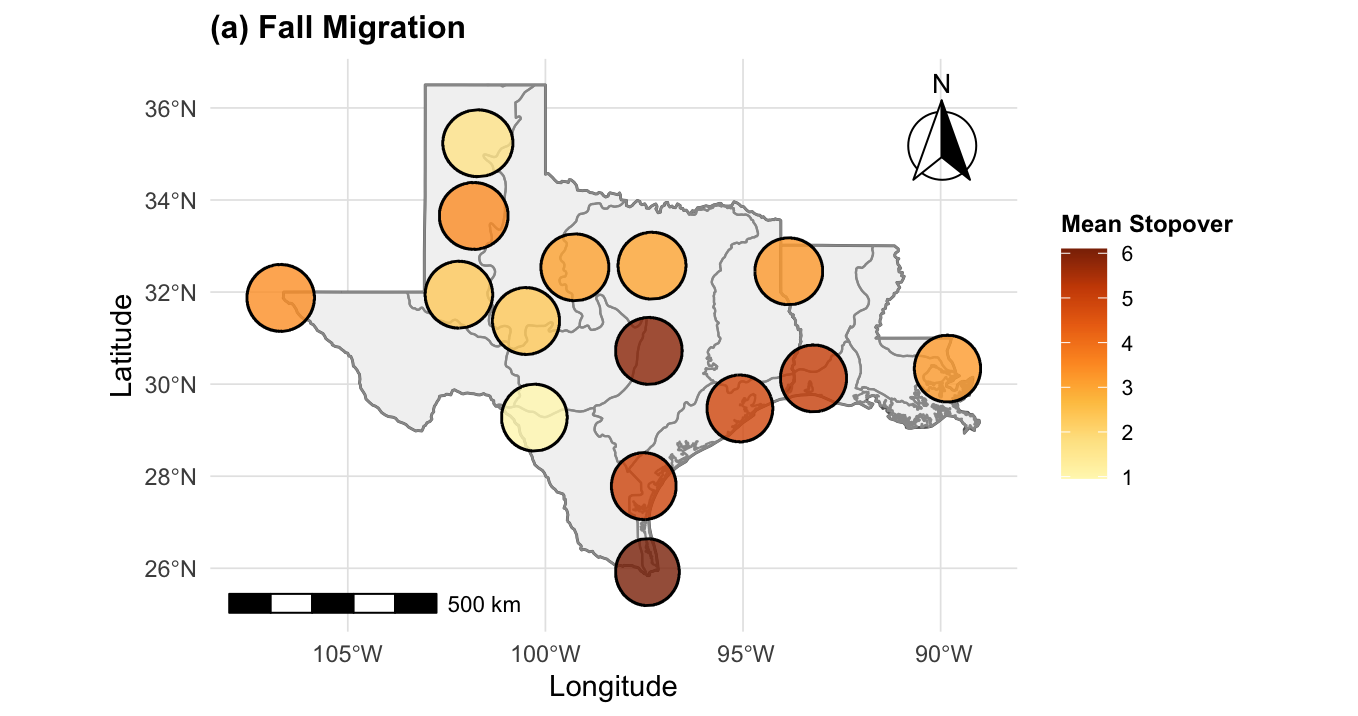 (a) Fall Migration
N
36°N
34°N
32°N
30°N
28°N
26°N
Latitude
500 km
105°W
100°W
95°W
90°W
Longitude
Mean Stopover
6
5
4
3
2
1